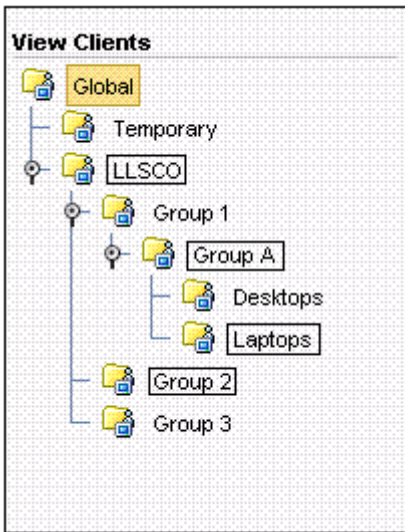 View Clients
Global
Temporary
LLSCO
Group 1
Group A
Desktops
Laptops
Group 2
Group 3